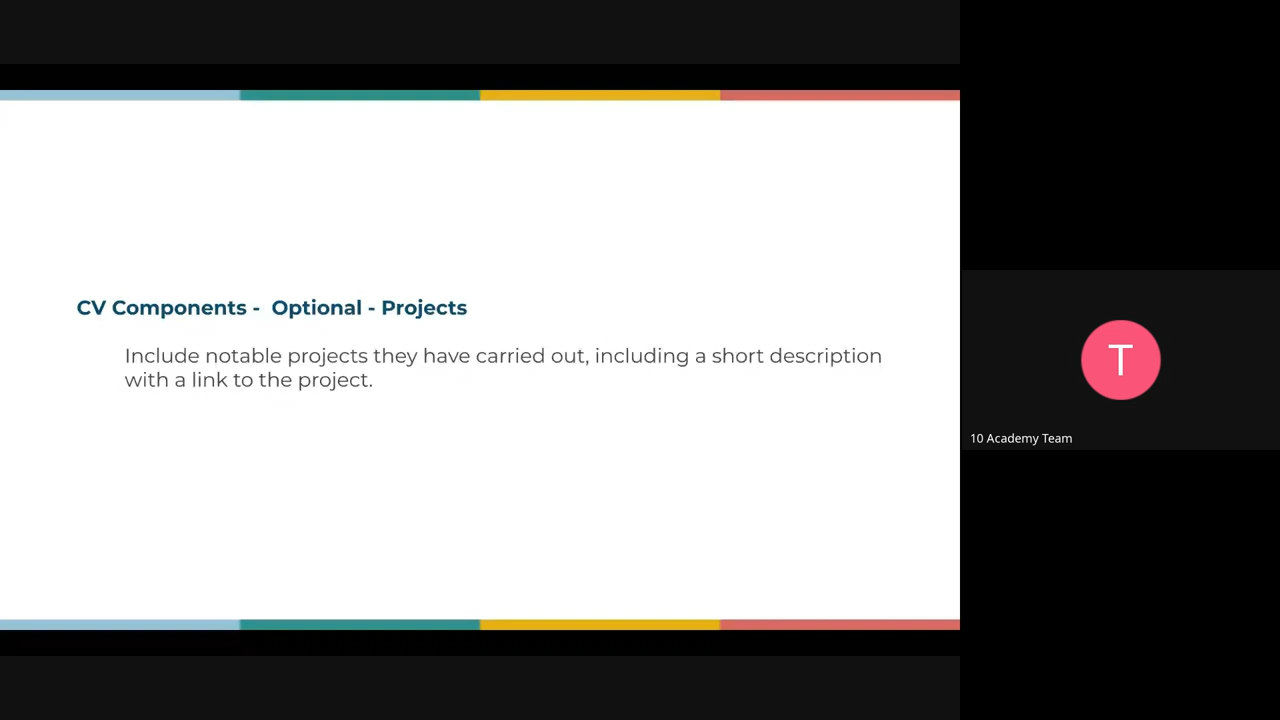 CV Components -  Optional - Projects
Include notable projects they have carried out, including a short description
with a link to the project.
T
10 Academy Team